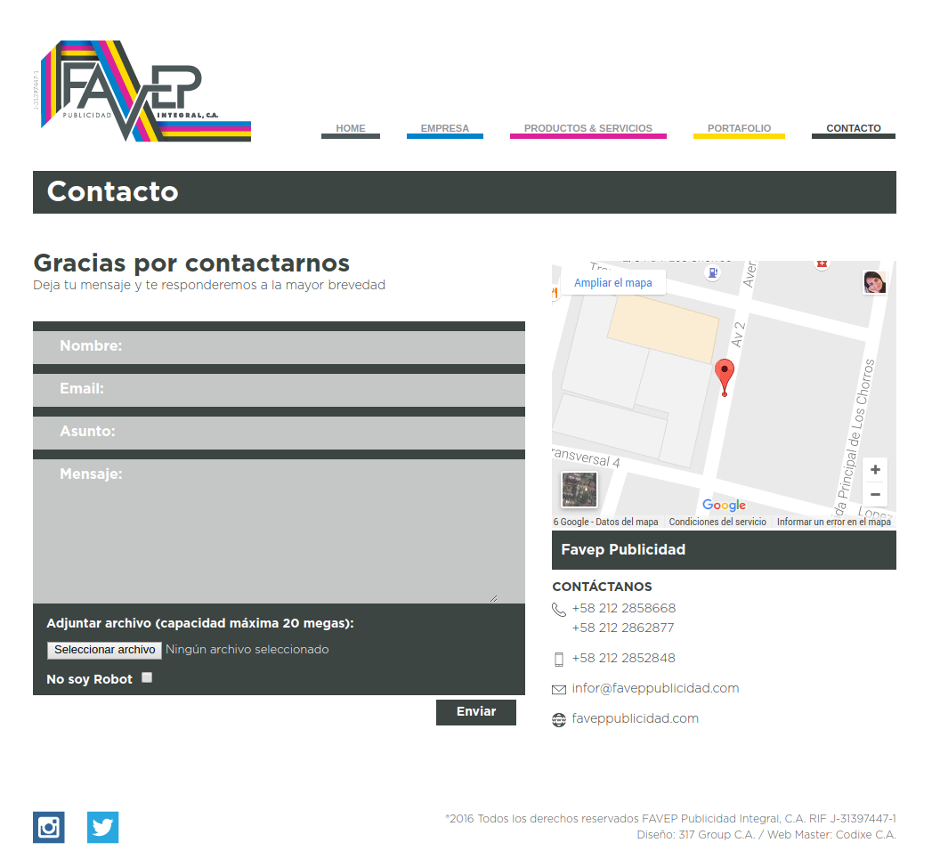 J-31397447-1
FAVEP
PUBLICIDAD INTEGRAL, C.A.
HOME EMPRESA PRODUCTOS & SERVICIOS PORTAFOLIO CONTACTO
Contacto
Gracias por contactarnos
Deja tu mensaje y te responderemos a la mayor brevedad
Nombre:
Email:
Asunto:
Mensaje:
Adjuntar archivo (capacidad máxima 20 megas):
Seleccionar archivo Ningún archivo seleccionado
No soy Robot
Enviar
Ampliar el mapa
Av 2
Transversal 4
ida Principal de Los Chorros
Google
6 Google - Datos del mapa Condiciones del servicio Informar un error en el mapa
Favep Publicidad
CONTÁCTANOS
+58 212 2858668
+58 212 2862877
+58 212 2852848
infor@faveppublicidad.com
faveppublicidad.com
°2016 Todos los derechos reservados FAVEP Publicidad Integral, C.A. RIF J-31397447-1
Diseño: 317 Group C.A. / Web Master: Codixe C.A.